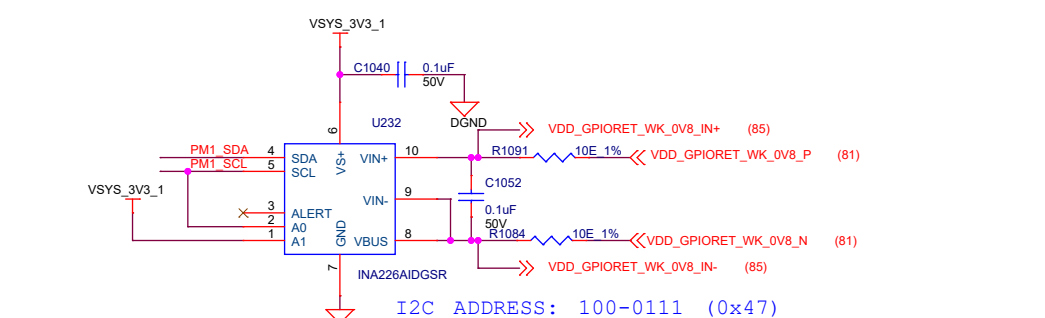 VSYS_3V3_1
C1040 0.1uF
50V
DGND
U232
VDD_GPIORET_WK_0V8_IN+ (85)
6
PM1_SDA 4 SDA VS+ VIN+ 10 R1091 10E_1% VDD_GPIORET_WK_0V8_P (81)
PM1_SCL 5 SCL
VSYS_3V3_1
C1052
0.1uF
50V
9 VIN-
3 ALERT
2 A0
1 A1 GND VBUS 8 R1084 10E_1% VDD_GPIORET_WK_0V8_N (81)
7
INA226AIDGSR
VDD_GPIORET_WK_0V8_IN- (85)
I2C ADDRESS: 100-0111 (0x47)